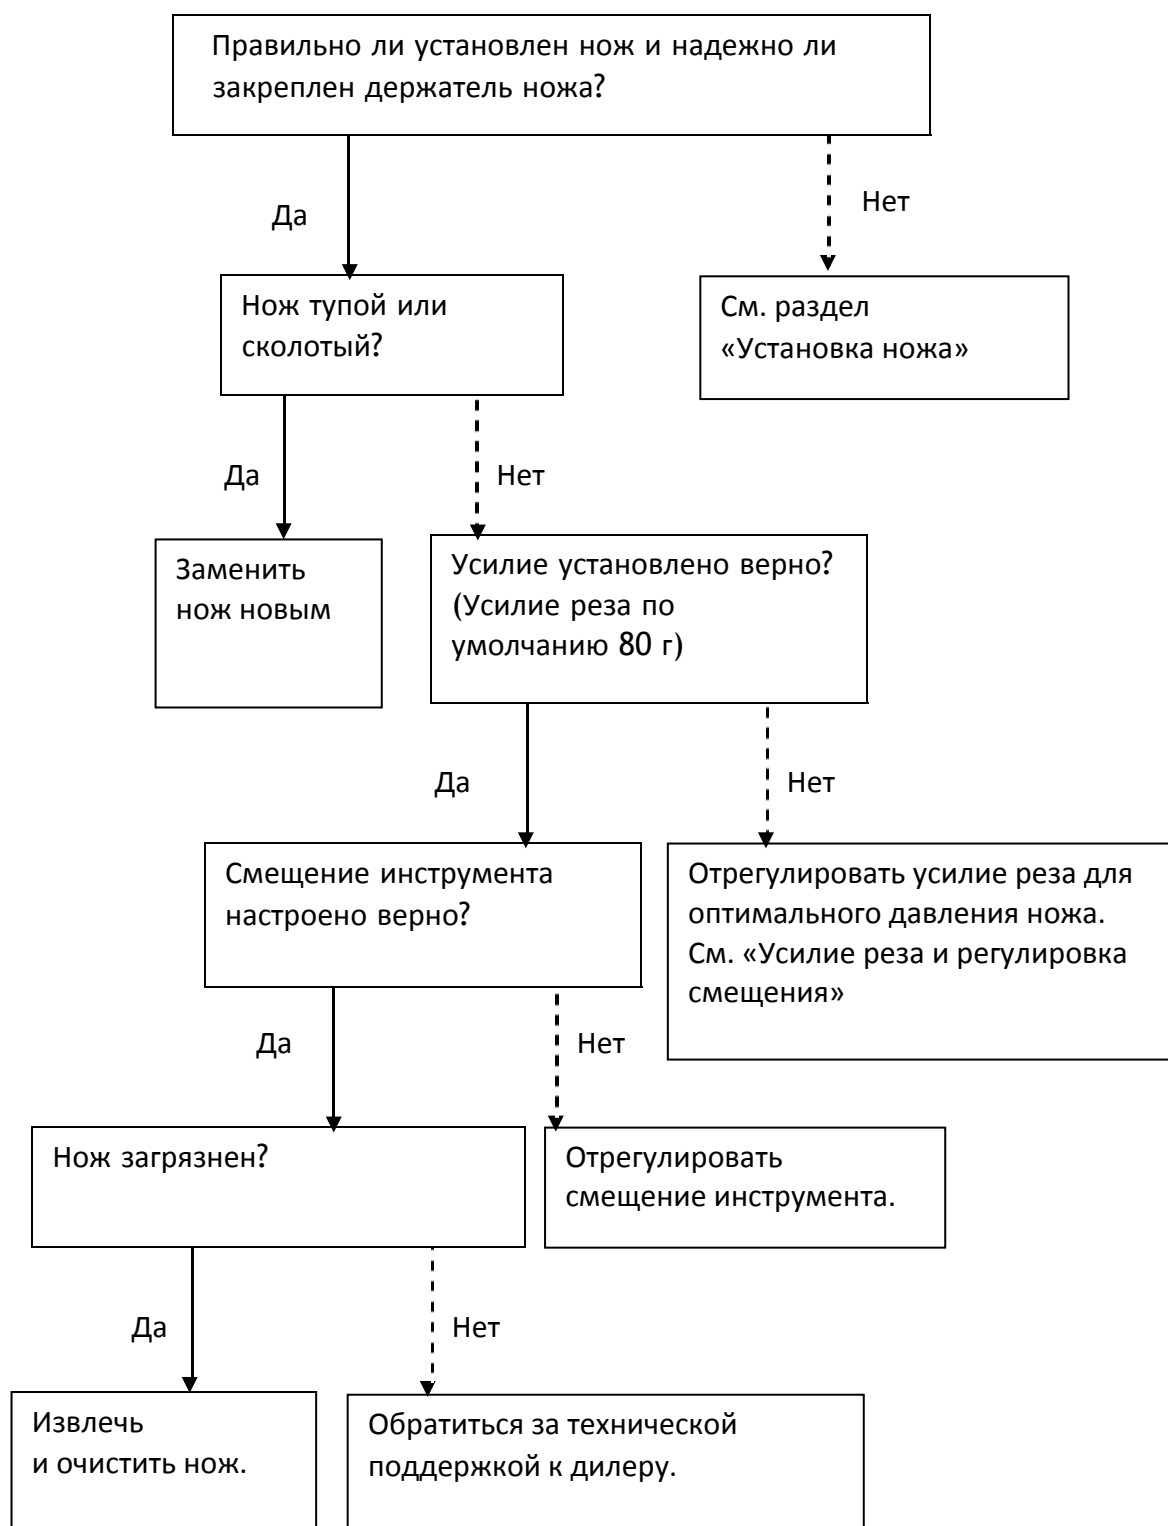 Правильно ли установлен нож и надежно ли
закреплен держатель ножа?
Да
Нет
Нож тупой или
сколотый?
См. раздел
«Установка ножа»
Да
Нет
Заменить
нож новым
Усилие установлено верно?
(Усилие реза по
умолчанию 80 г)
Да
Нет
Смещение инструмента
настроено верно?
Отрегулировать усилие реза для
оптимального давления ножа.
См. «Усилие реза и регулировка
смещения»
Да
Нет
Нож загрязнен?
Отрегулировать
смещение инструмента.
Да
Нет
Извлечь
и очистить нож.
Обратиться за технической
поддержкой к дилеру.